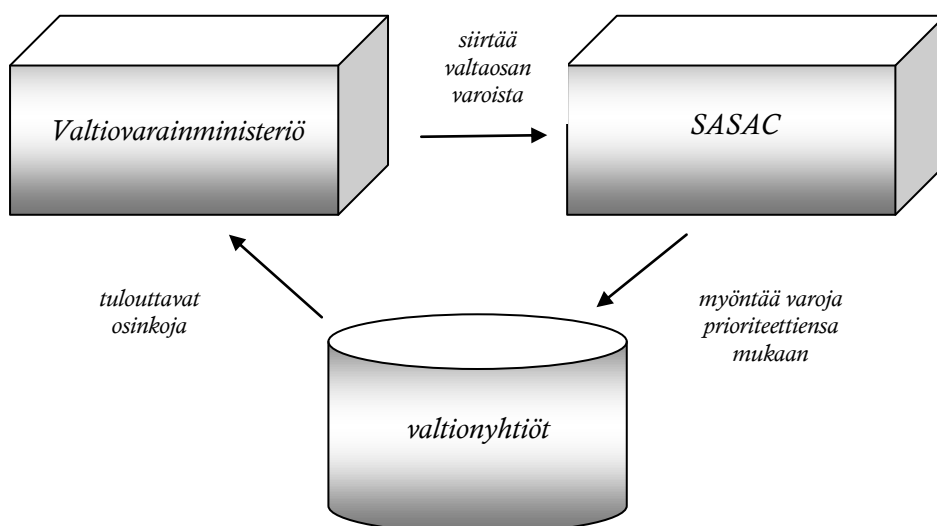 siirtää
valtaosan
varoista
Valtiovarainministeriö
SASAC
tulouttavat
osinkoja
myöntää varoja
prioriteettiensa
mukaan
valtionyhtiöt